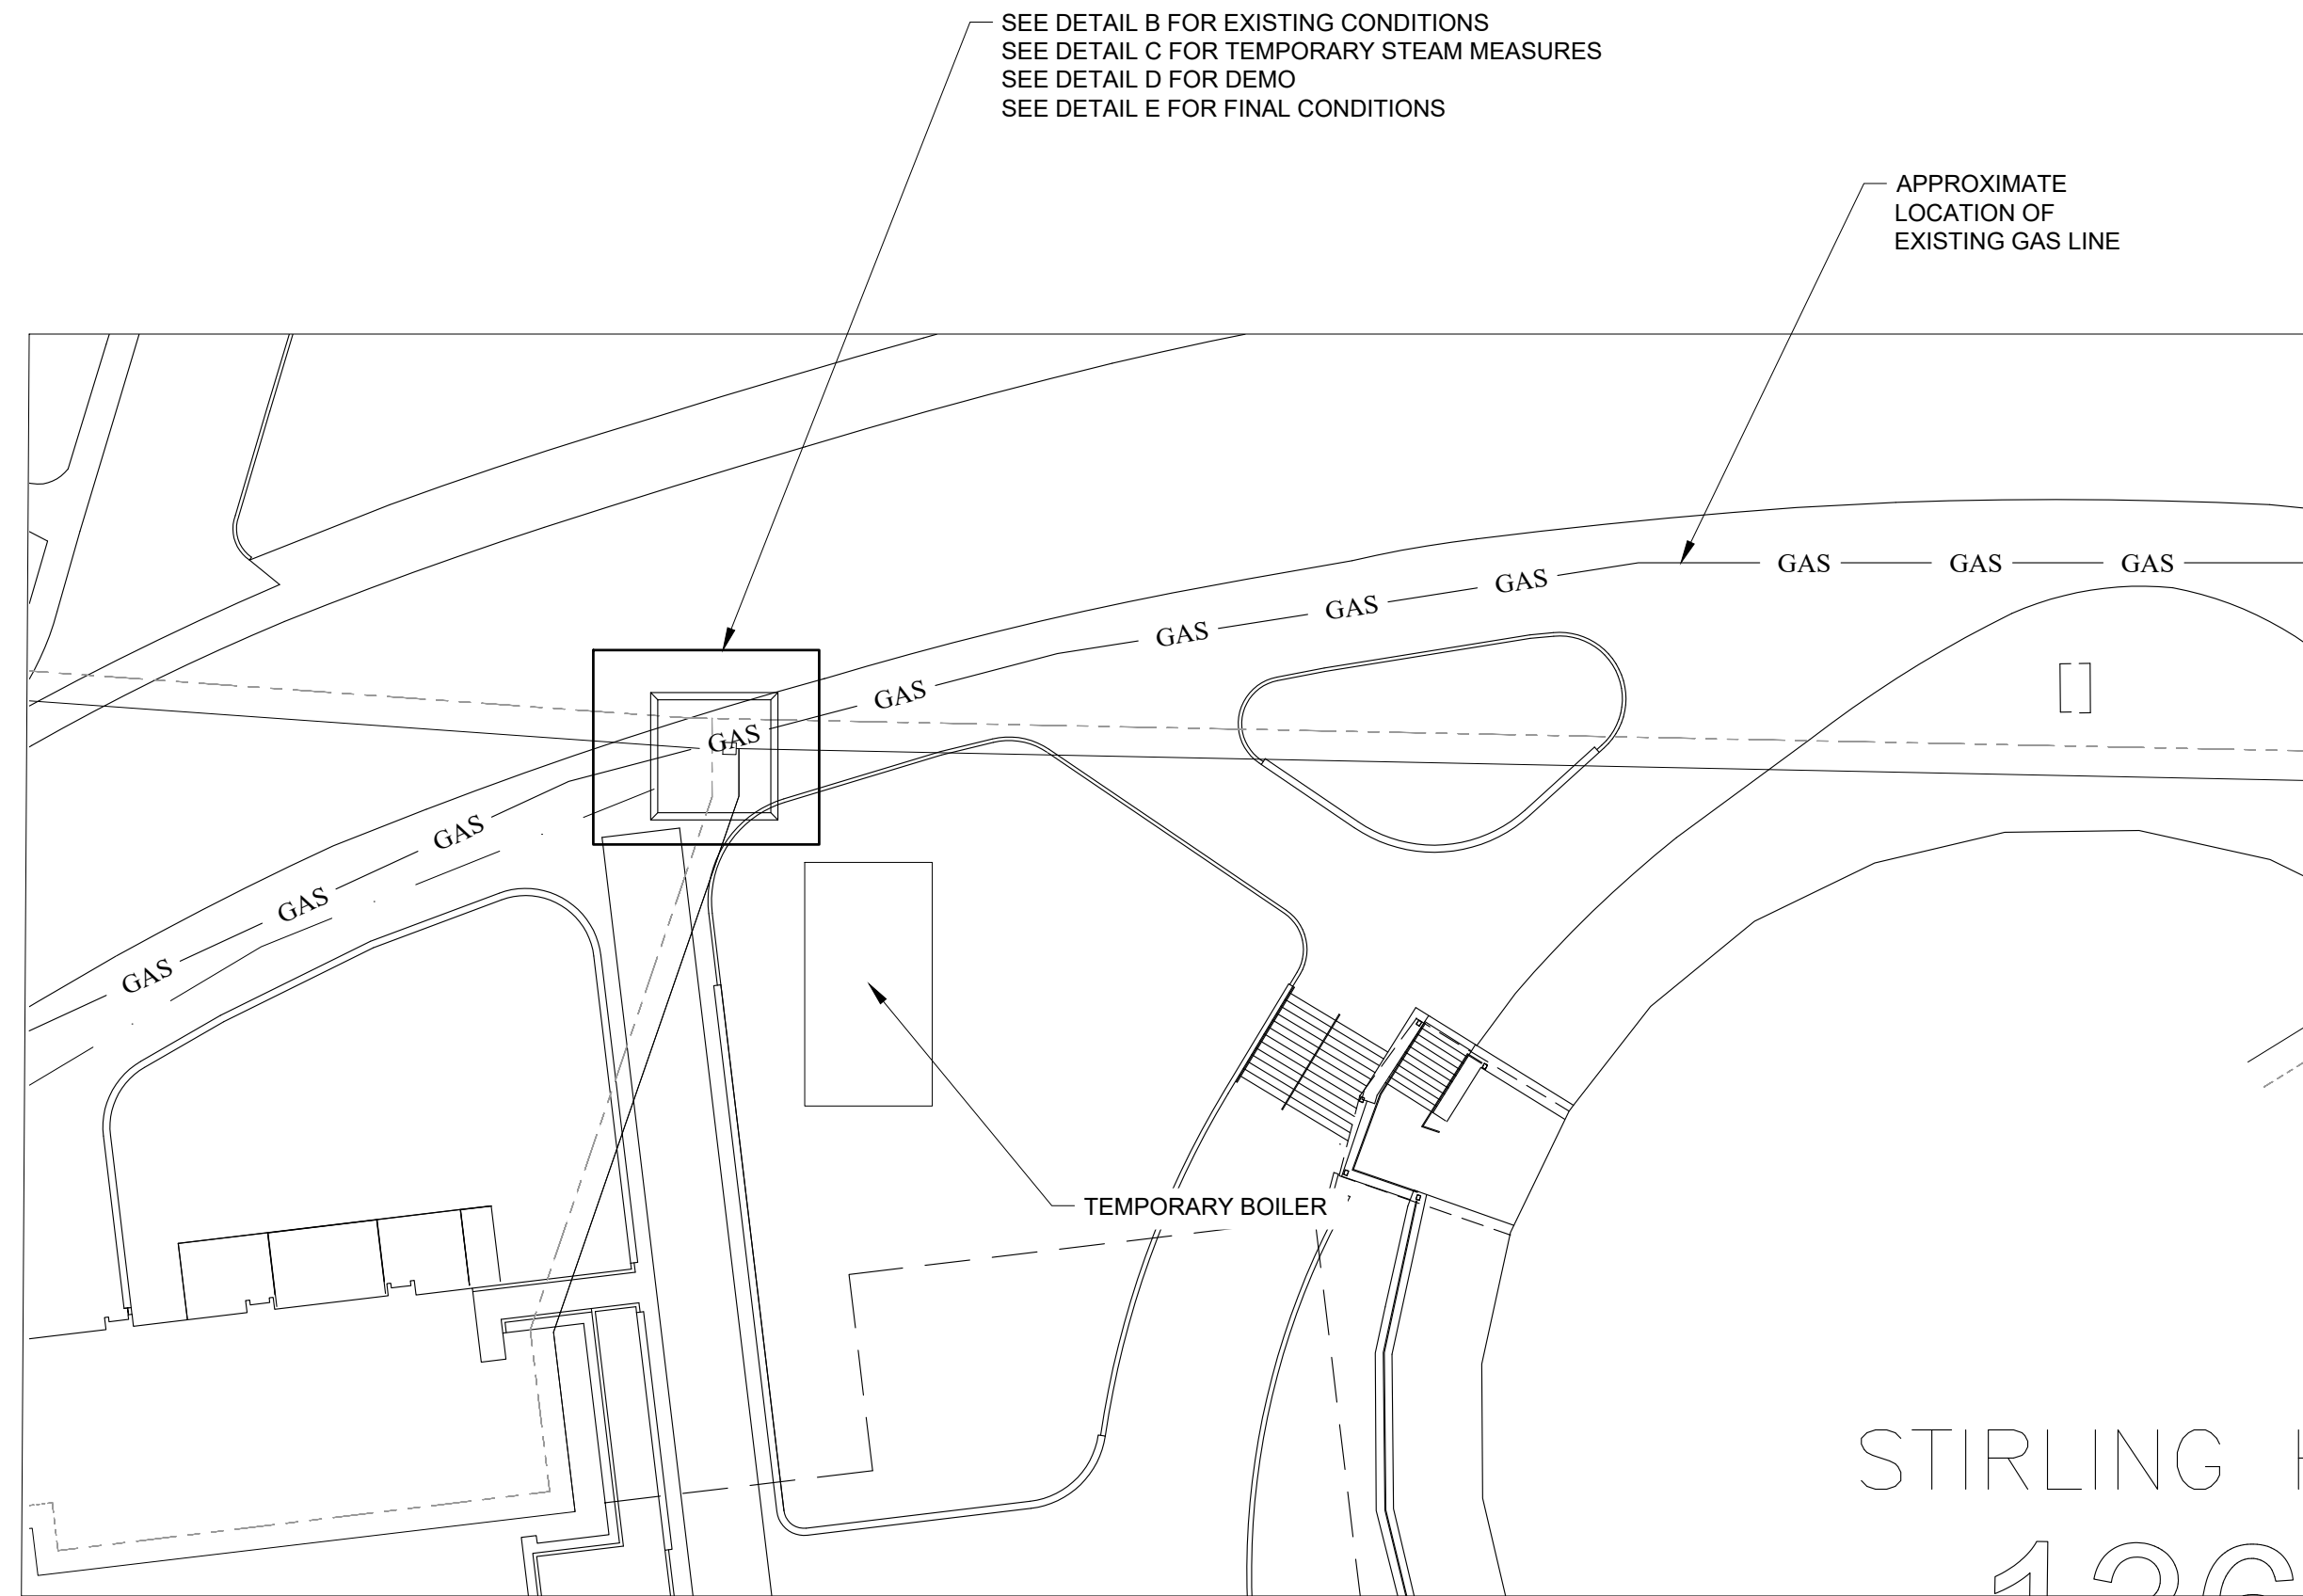 SEE DETAIL B FOR EXISTING CONDITIONS
SEE DETAIL C FOR TEMPORARY STEAM MEASURES
SEE DETAIL D FOR DEMO
SEE DETAIL E FOR FINAL CONDITIONS
APPROXIMATE
LOCATION OF
EXISTING GAS LINE
GAS
GAS
GAS
GAS
GAS
GAS
GAS
GAS
GAS
GAS
GAS
GAS
TEMPORARY BOILER
STIRLING